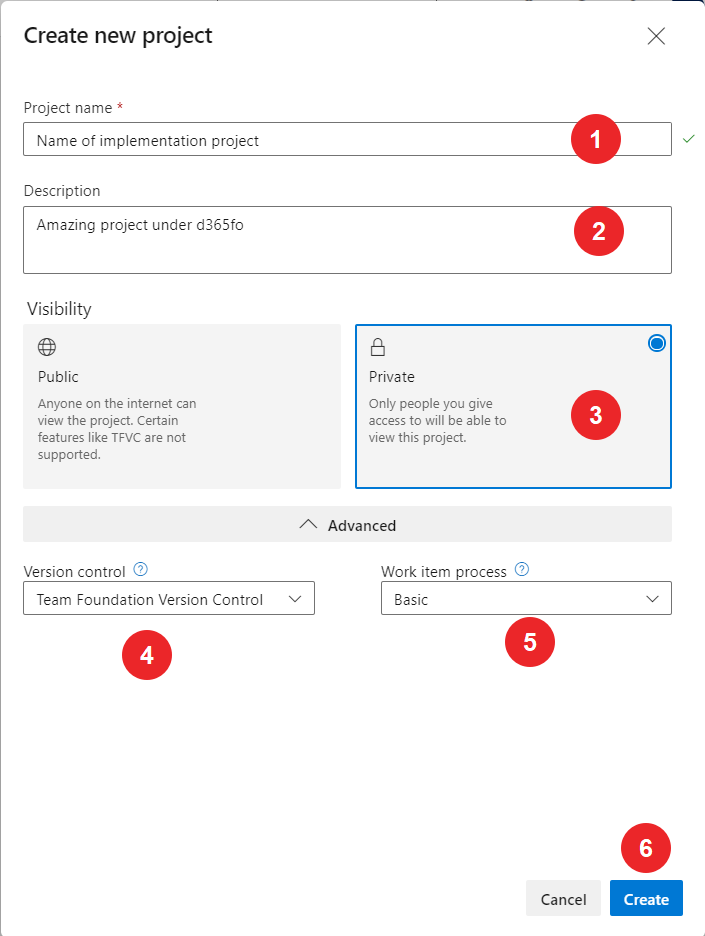 Create new project
Project name *
Name of implementation project
1
Description
Amazing project under d365fo
2
Visibility
Public
Anyone on the internet can
view the project. Certain
features like TFVC are not
supported.
Private
Only people you give
access to will be able to
view this project.
3
Advanced
Version control ?
Team Foundation Version Control
4
Work item process ?
Basic
5
6
Cancel
Create